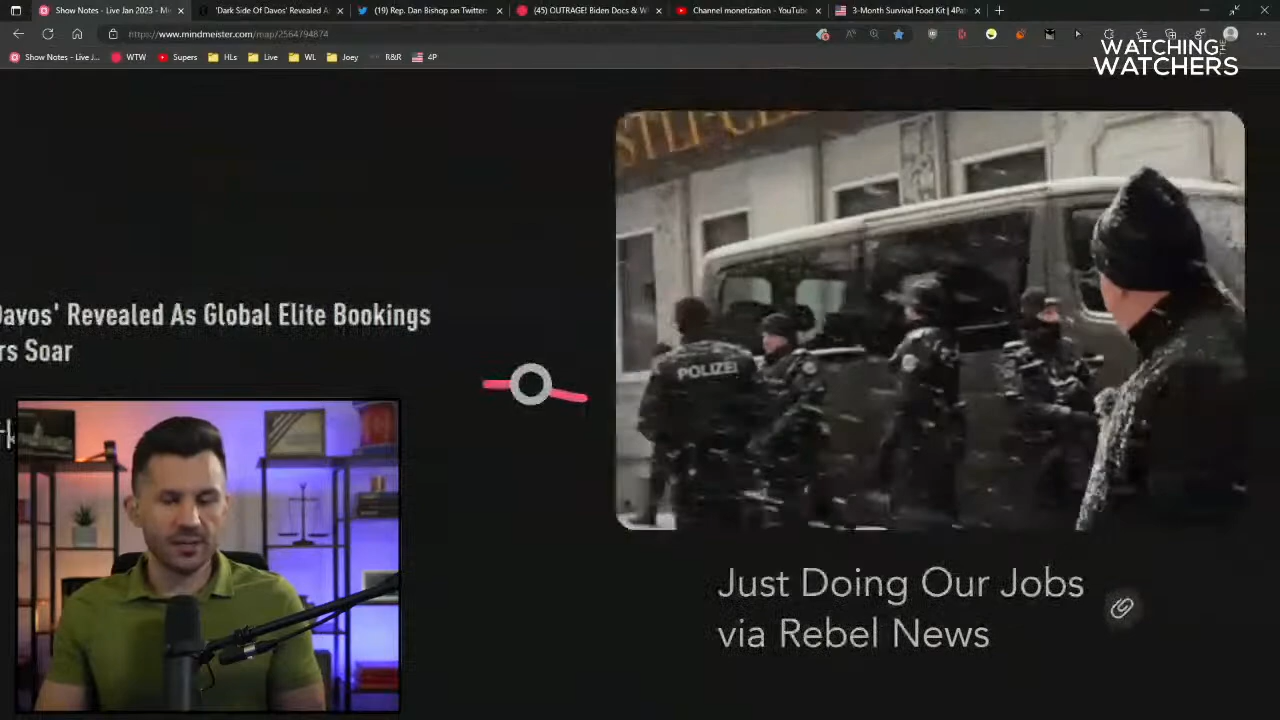 Show Notes - Live Jan 2023 - Mi
'Dark Side Of Davos' Revealed A
(19) Rep. Dan Bishop on Twitter:
(45) OUTRAGE! Biden Docs & W
Channel monetization - YouTube
3-Month Survival Food Kit | 4Pa
https://www.mindmeister.com/map/2564794874
Show Notes - Live J...
WTW
Supers
HLs
Live
WL
Joey
R&R
4P
WATCHING
THE
WATCHERS
Davos' Revealed As Global Elite Bookings
rs Soar
POLIZEI
Just Doing Our Jobs
via Rebel News